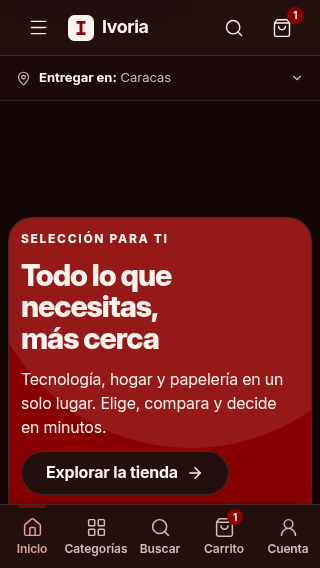 I Ivoria
1
Entregar en: Caracas
SELECCIÓN PARA TI
Todo lo que
necesitas,
más cerca
Tecnología, hogar y papelería en un
solo lugar. Elige, compara y decide
en minutos.
Explorar la tienda
1
Inicio Categorías Buscar Carrito Cuenta